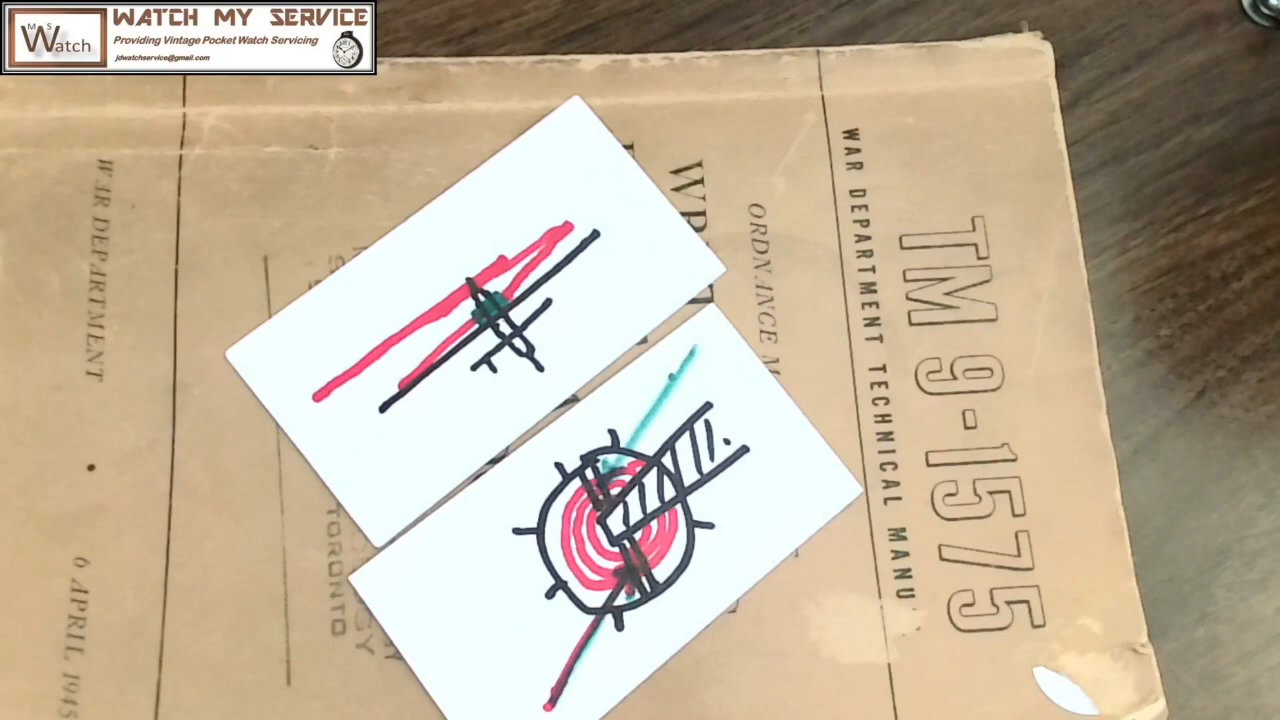 M S
Watch
WATCH MY SERVICE
Providing Vintage Pocket Watch Servicing
jdwatchservice@gmail.com
TM 9-1575
WAR DEPARTMENT TECHNICAL MANU
ORDNANCE M
TORONTO
WAR DEPARTMENT • 6 APRIL 1945